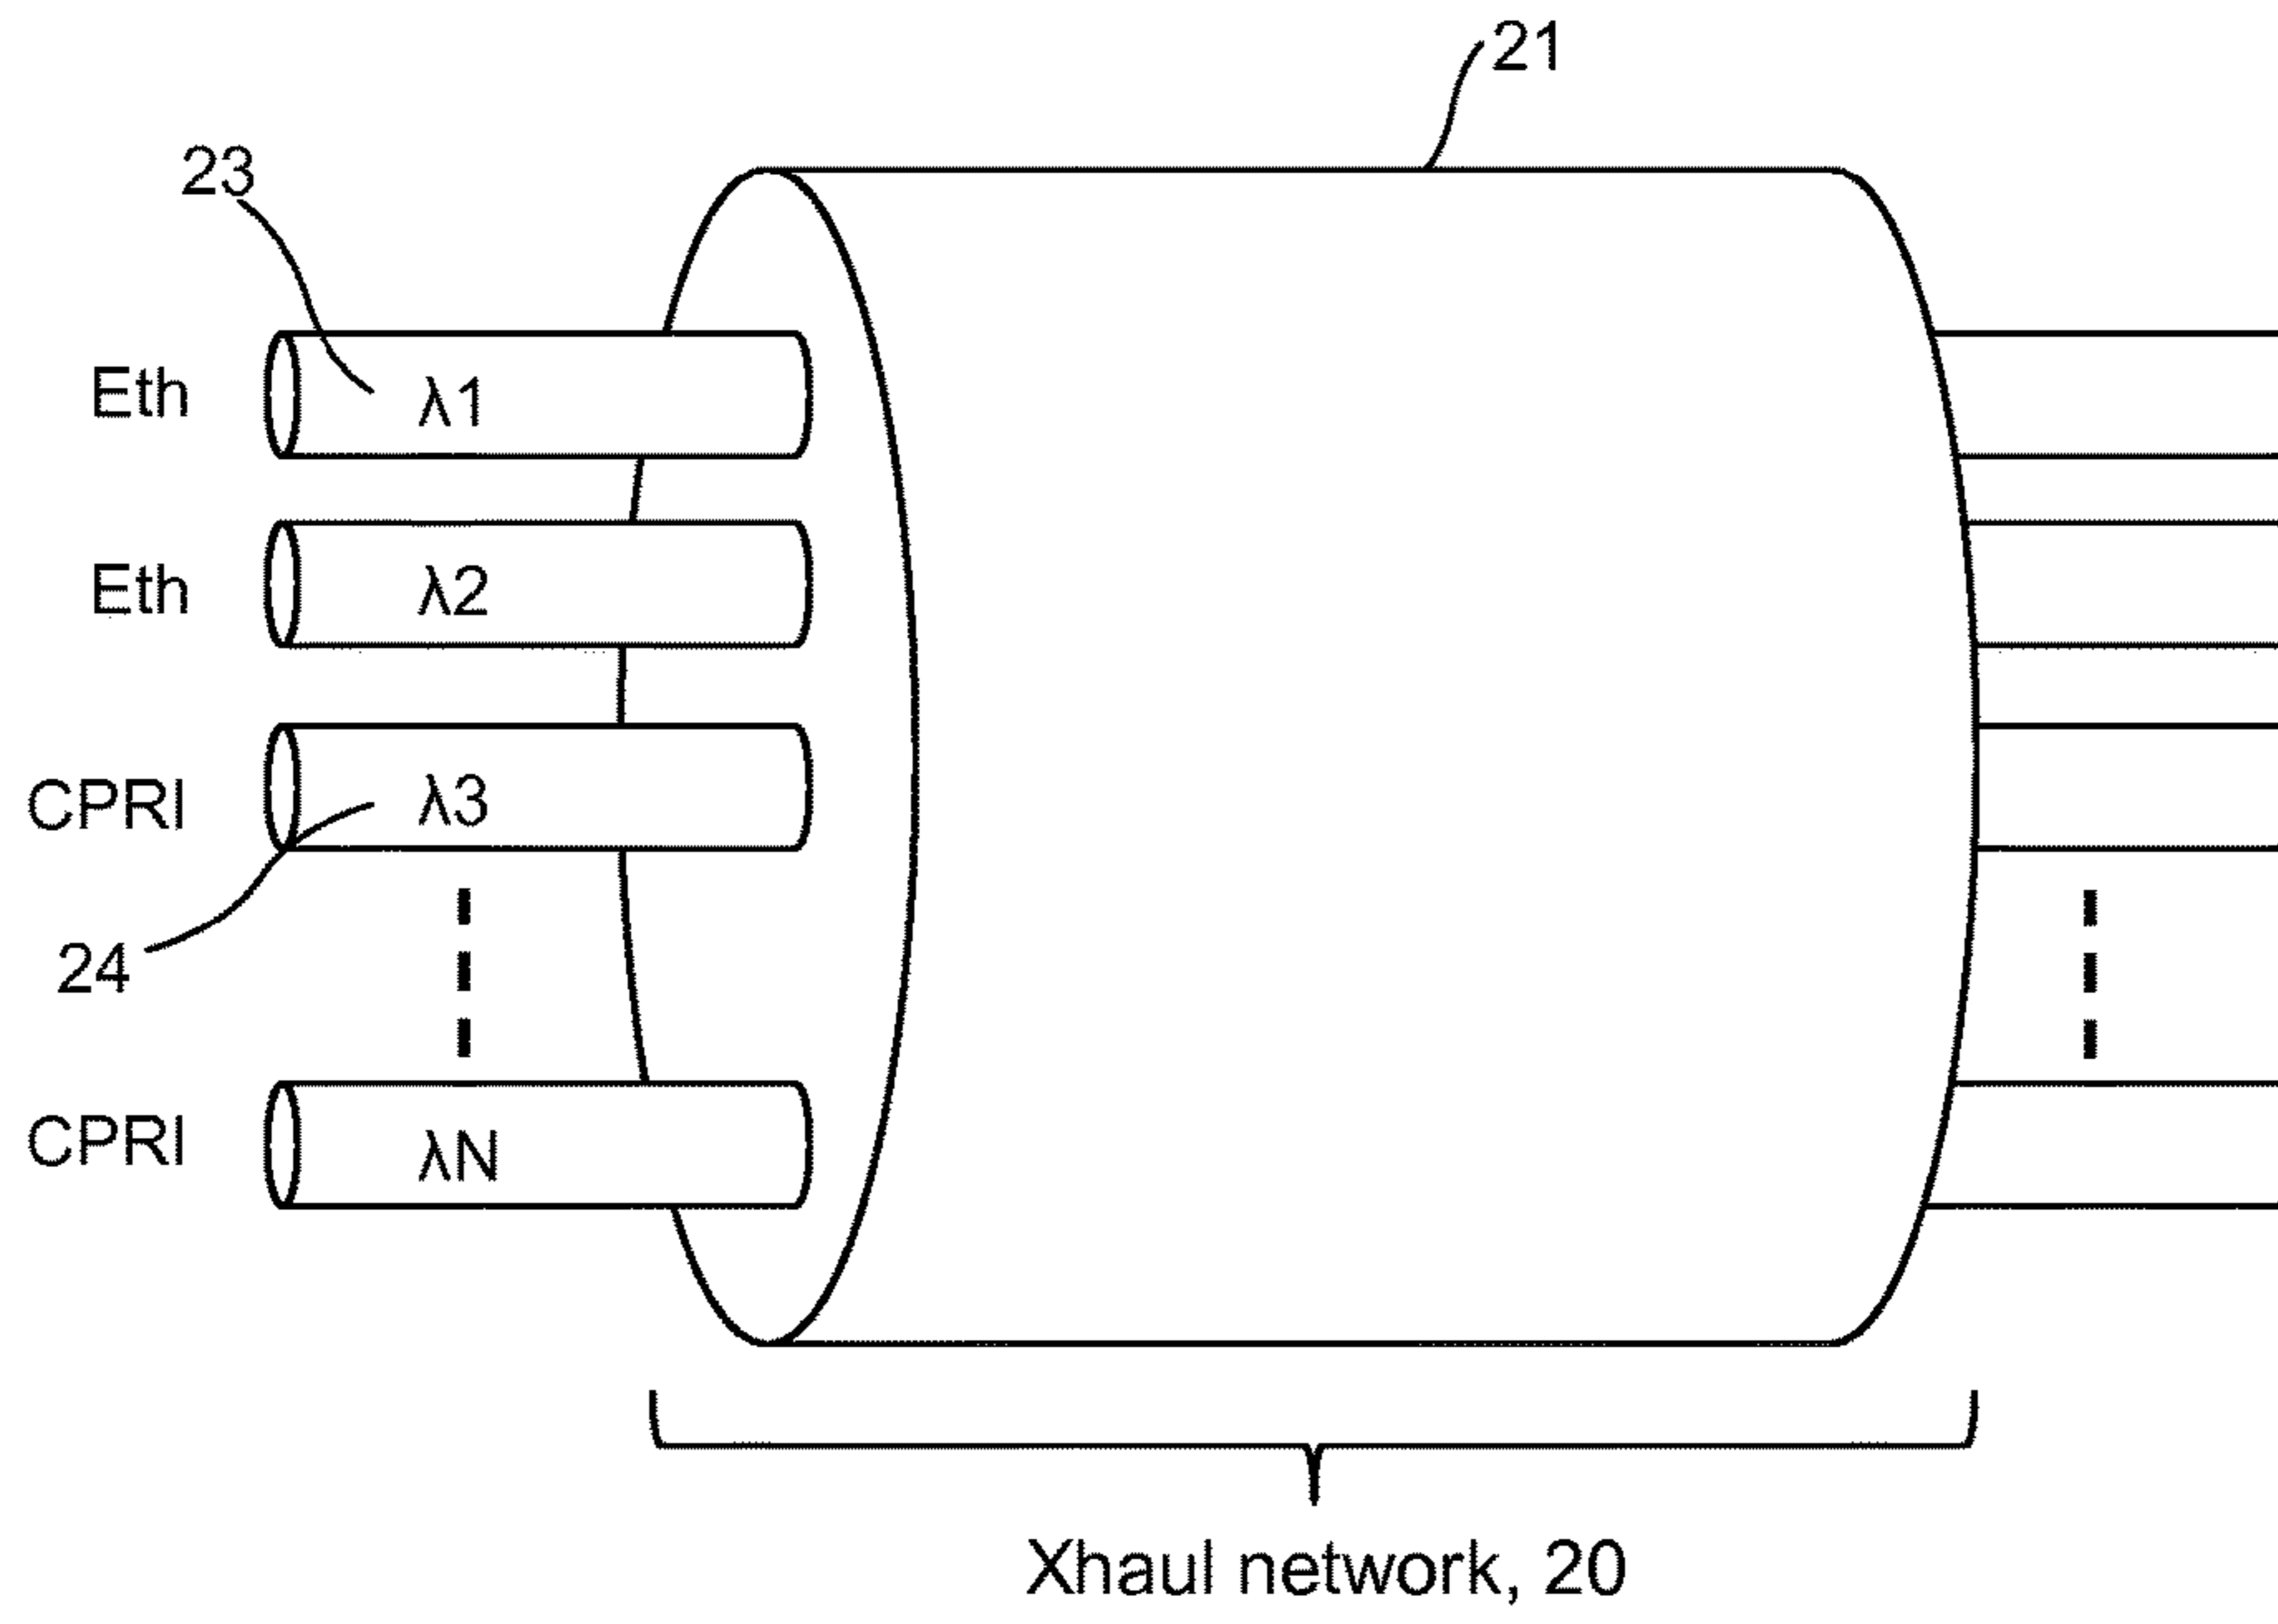 21
23
Eth λ1
Eth λ2
CPRI λ3
24
CPRI λN
Xhaul network, 20